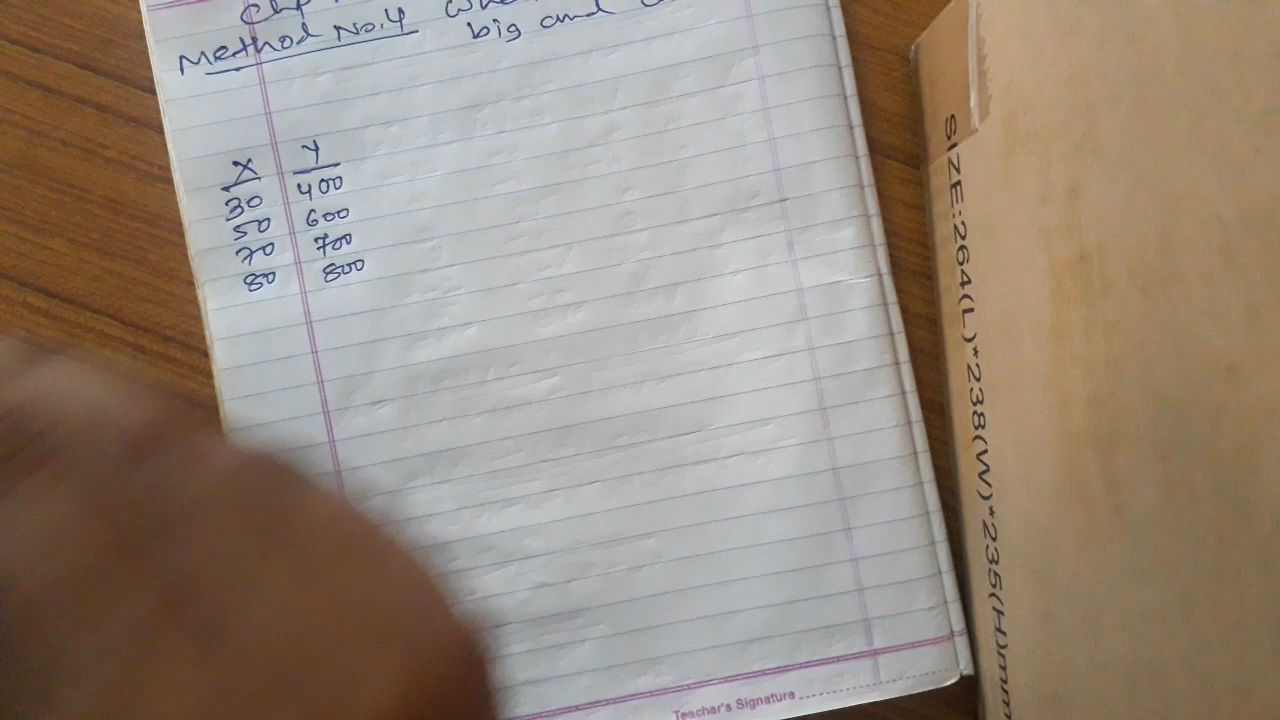 Chp
Method No.4
big and
X Y
30 400
50 600
70 700
80 800
Teacher's Signature
SIZE:264(L)*238(W)*235(H)mm